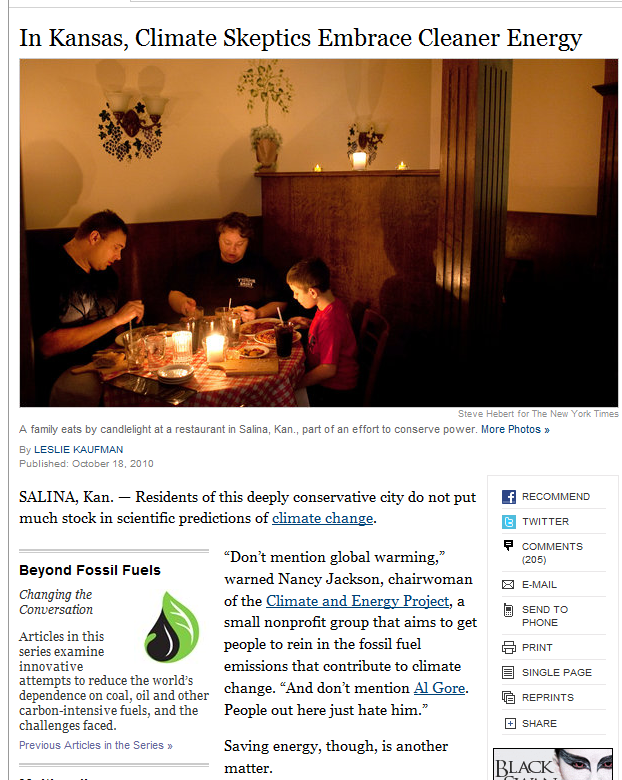 In Kansas, Climate Skeptics Embrace Cleaner Energy
Steve Hebert for The New York Times
A family eats by candlelight at a restaurant in Salina, Kan., part of an effort to conserve power. More Photos »
By LESLIE KAUFMAN
Published: October 18, 2010
SALINA, Kan. — Residents of this deeply conservative city do not put
much stock in scientific predictions of climate change.
Beyond Fossil Fuels
Changing the
Conversation
Articles in this
series examine
innovative
attempts to reduce the world's
dependence on coal, oil and other
carbon-intensive fuels, and the
challenges faced.
Previous Articles in the Series »
“Don’t mention global warming,”
warned Nancy Jackson, chairwoman
of the Climate and Energy Project, a
small nonprofit group that aims to get
people to rein in the fossil fuel
emissions that contribute to climate
change. “And don’t mention Al Gore.
People out here just hate him.”
Saving energy, though, is another
matter.
RECOMMEND
TWITTER
COMMENTS
(205)
E-MAIL
SEND TO
PHONE
PRINT
SINGLE PAGE
REPRINTS
SHARE
BLACK